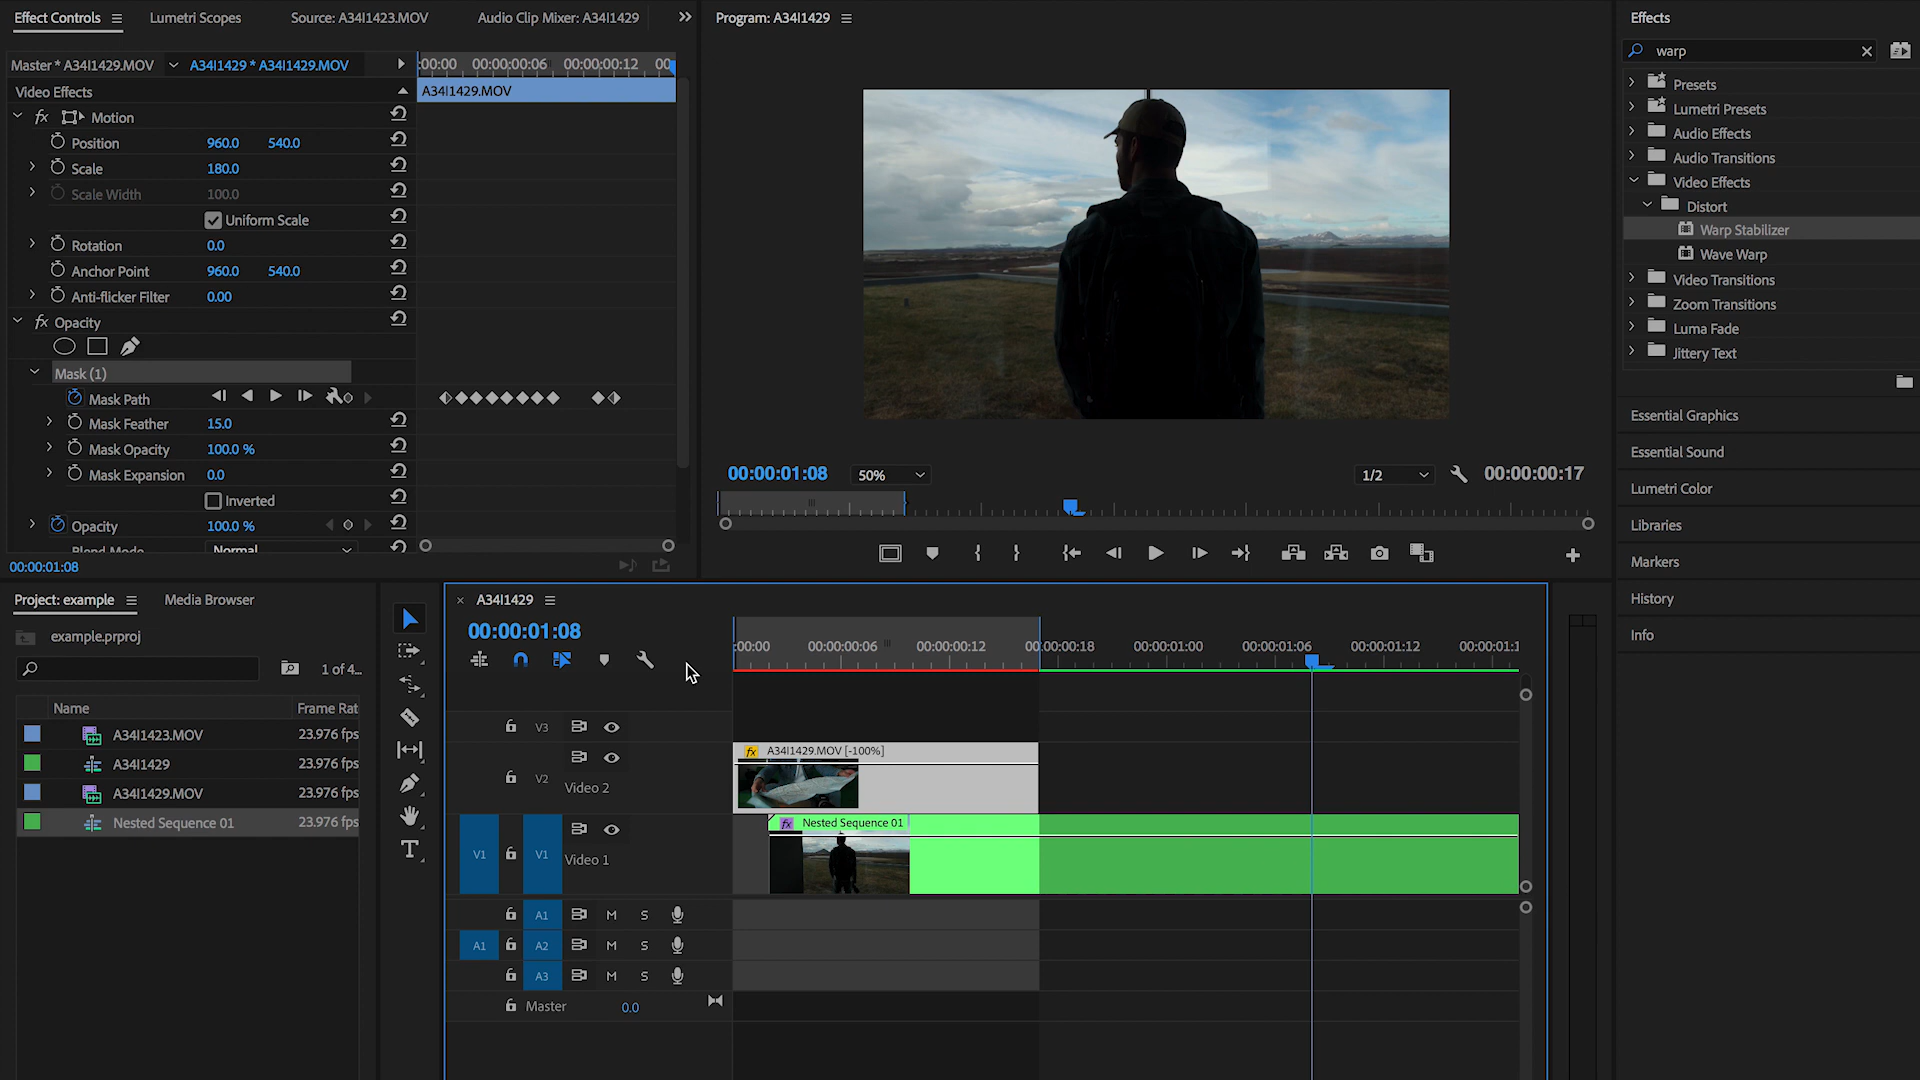 Effect Controls
Lumetri Scopes
Source: A34I1423.MOV
Audio Clip Mixer: A34I1429
Master * A34I1429.MOV
A34I1429 * A34I1429.MOV
:00:00
00:00:00:06
00:00:00:12
00
Video Effects
A34I1429.MOV
fx Motion
Position 960.0 540.0
Scale 180.0
Scale Width 100.0
Uniform Scale
Rotation 0.0
Anchor Point 960.0 540.0
Anti-flicker Filter 0.00
fx Opacity
Mask (1)
Mask Path
Mask Feather 15.0
Mask Opacity 100.0 %
Mask Expansion 0.0
Inverted
Opacity 100.0 %
Blend Mode Normal
00:00:01:08
Program: A34I1429
00:00:01:08
50%
1/2
00:00:00:17
Effects
warp
Presets
Lumetri Presets
Audio Effects
Audio Transitions
Video Effects
Distort
Warp Stabilizer
Wave Warp
Video Transitions
Zoom Transitions
Luma Fade
Jittery Text
Essential Graphics
Essential Sound
Lumetri Color
Libraries
Markers
History
Info
Project: example
Media Browser
example.prproj
1 of 4...
Name Frame Rat
A34I1423.MOV 23.976 fps
A34I1429 23.976 fps
A34I1429.MOV 23.976 fps
Nested Sequence 01 23.976 fps
T
× A34I1429
00:00:01:08
:00:00
00:00:00:06
00:00:00:12
00:00:00:18
00:00:01:00
00:00:01:06
00:00:01:12
00:00:01:1
V3
fx A34I1429.MOV [-100%]
V2 Video 2
fx Nested Sequence 01
V1 V1 Video 1
A1 M S
A1 A2 M S
A3 M S
Master 0.0